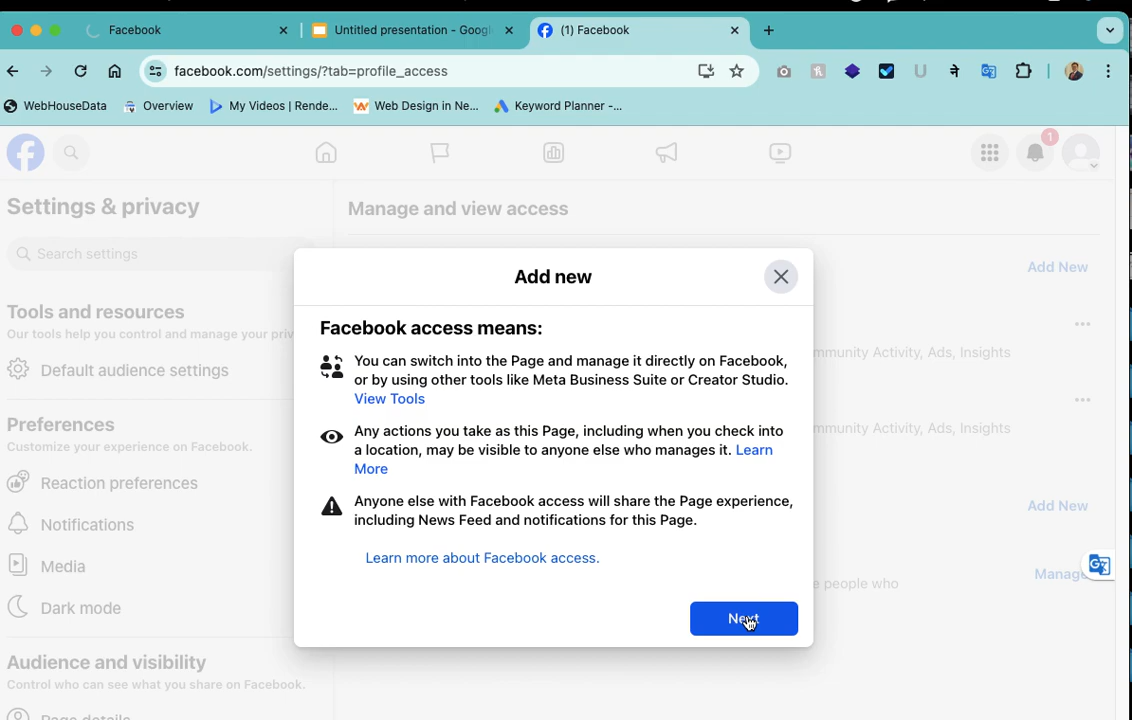 Facebook
Untitled presentation - Googl
(1) Facebook
facebook.com/settings/?tab=profile_access
WebHouseData
Overview
My Videos | Rende...
Web Design in Ne...
Keyword Planner -...
1
Settings & privacy
Manage and view access
Search settings
Add New
Add new
Tools and resources
Our tools help you control and manage your priv
Facebook access means:
Default audience settings
You can switch into the Page and manage it directly on Facebook,
or by using other tools like Meta Business Suite or Creator Studio.
View Tools
mmunity Activity, Ads, Insights
Preferences
Customize your experience on Facebook.
Any actions you take as this Page, including when you check into
a location, may be visible to anyone else who manages it. Learn
More
mmunity Activity, Ads, Insights
Reaction preferences
Notifications
Anyone else with Facebook access will share the Page experience,
including News Feed and notifications for this Page.
Add New
Media
Learn more about Facebook access.
e people who
Manage
Dark mode
Next
Audience and visibility
Control who can see what you share on Facebook.
Page details